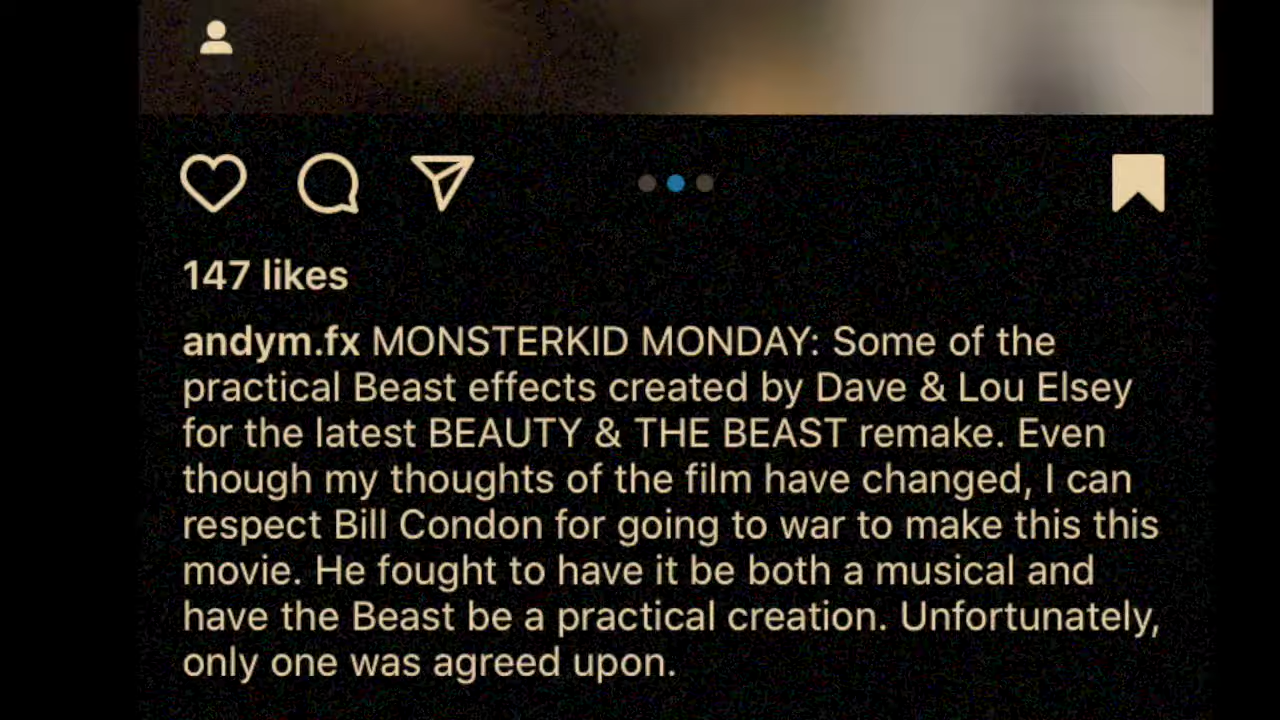 147 likes
andym.fx MONSTERKID MONDAY: Some of the
practical Beast effects created by Dave & Lou Elsey
for the latest BEAUTY & THE BEAST remake. Even
though my thoughts of the film have changed, I can
respect Bill Condon for going to war to make this this
movie. He fought to have it be both a musical and
have the Beast be a practical creation. Unfortunately,
only one was agreed upon.